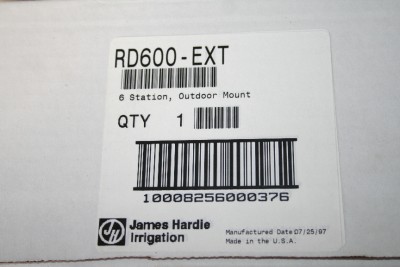 RD600-EXT
6 Station, Outdoor Mount
QTY 1
10008256000376
JH James Hardie
Irrigation
Manufactured Date 07/25/97
Made in the U.S.A.